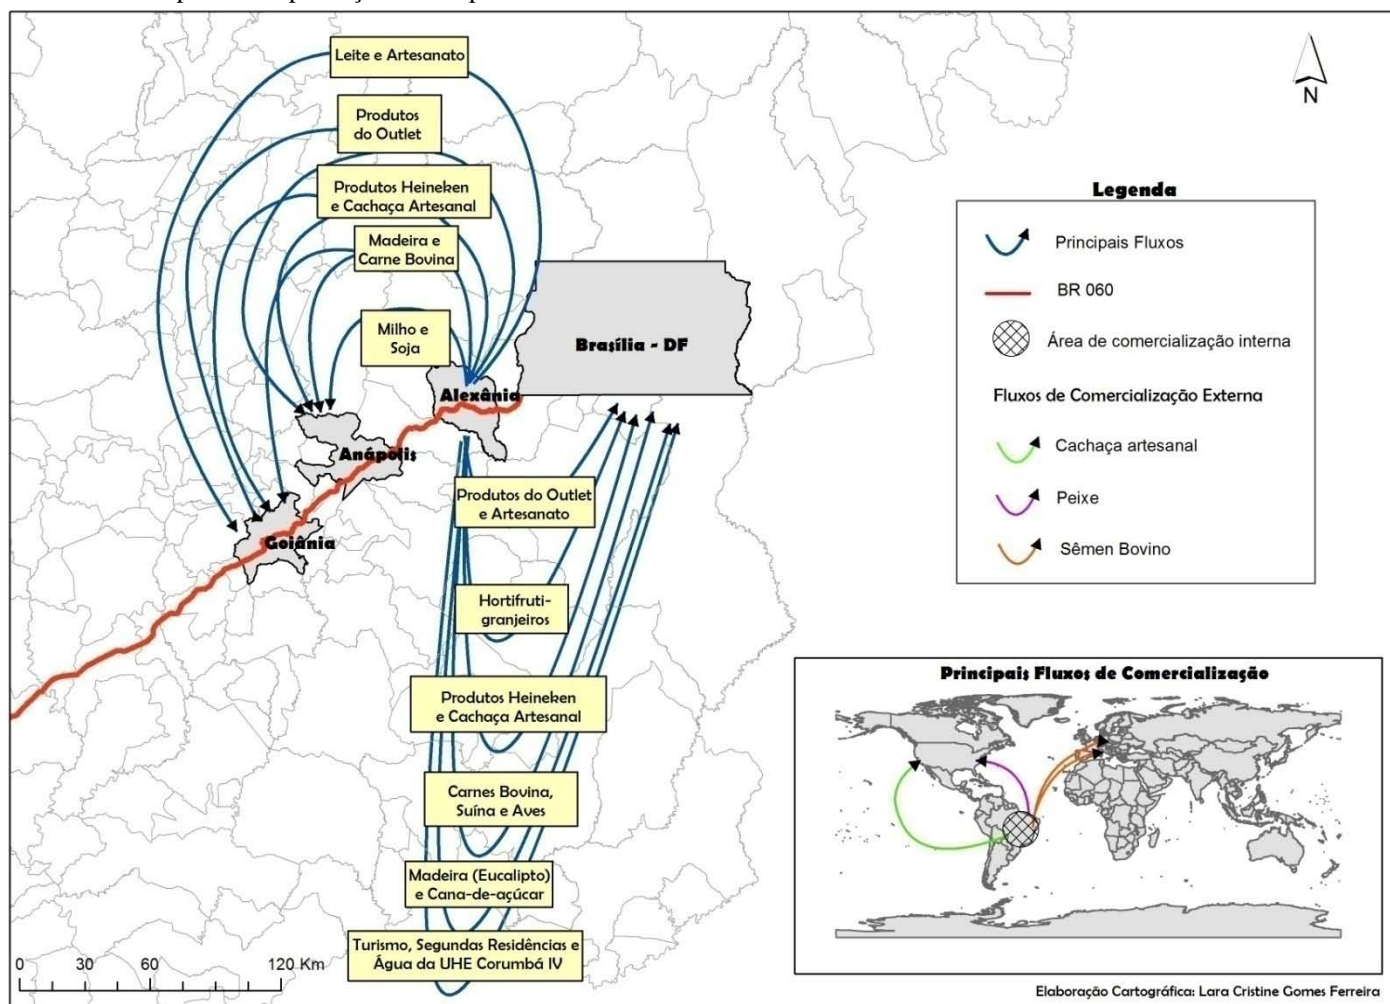 Leite e Artesanato
Produtos
do Outlet
Produtos Heineken
e Cachaça Artesanal
Madeira e
Carne Bovina
Milho e
Soja
Brasília - DF
Alexânia
Anápolis
Goiânia
Produtos do Outlet
e Artesanato
Hortifruti-
granjeiros
Produtos Heineken
e Cachaça Artesanal
Carnes Bovina,
Suína e Aves
Madeira (Eucalipto)
e Cana-de-açúcar
Turismo, Segundas Residências e
Água da UHE Corumbá IV
0 30 60 120 Km
N
Legenda
Principais Fluxos
BR 060
Área de comercialização interna
Fluxos de Comercialização Externa
Cachaça artesanal
Peixe
Sêmen Bovino
Principais Fluxos de Comercialização
Elaboração Cartográfica: Lara Cristine Gomes Ferreira